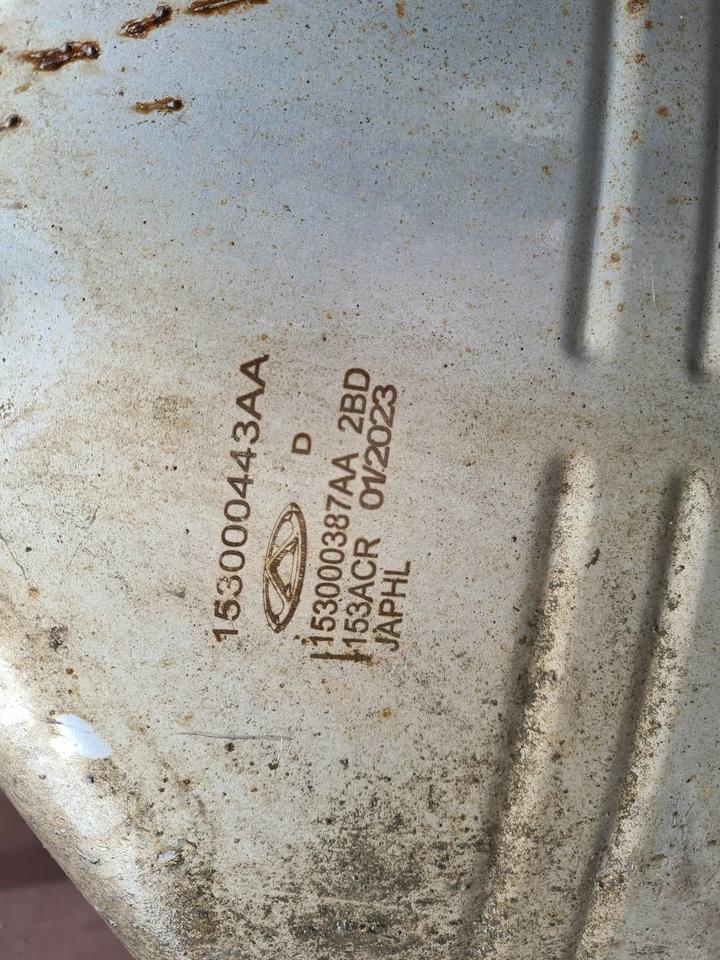 153000443AA
D
153000387AA 2BD
153ACR 01/2023
JAPHL